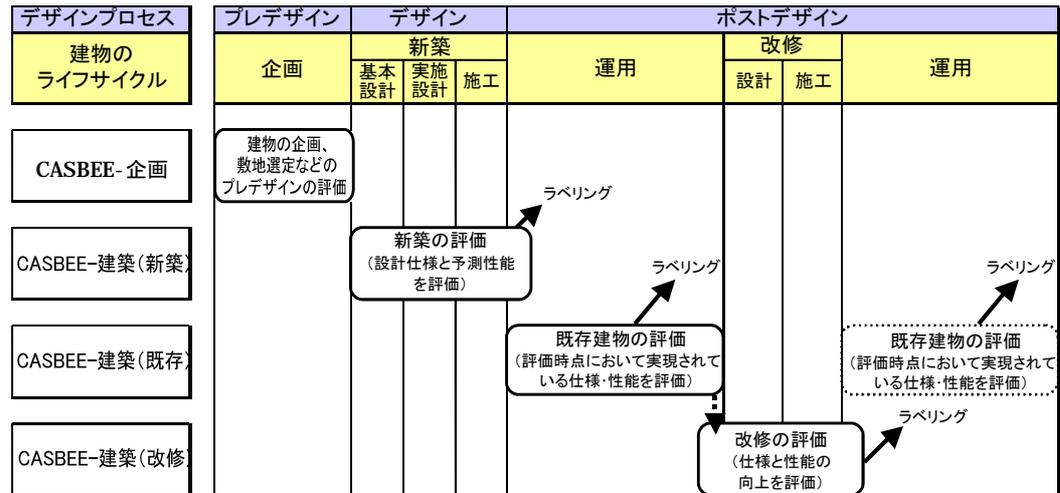 デザインプロセス
プレデザイン
デザイン
ポストデザイン
建物の
ライフサイクル
企画
新築
基本
設計
実施
設計
施工
運用
改修
設計
施工
運用
CASBEE-企画
建物の企画、
敷地選定などの
プレデザインの評価
ラベリング
CASBEE-建築(新築)
新築の評価
(設計仕様と予測性能
を評価)
ラベリング
ラベリング
CASBEE-建築(既存)
既存建物の評価
(評価時点において実現されて
いる仕様・性能を評価)
既存建物の評価
(評価時点において実現されて
いる仕様・性能を評価)
ラベリング
CASBEE-建築(改修)
改修の評価
(仕様と性能の
向上を評価)